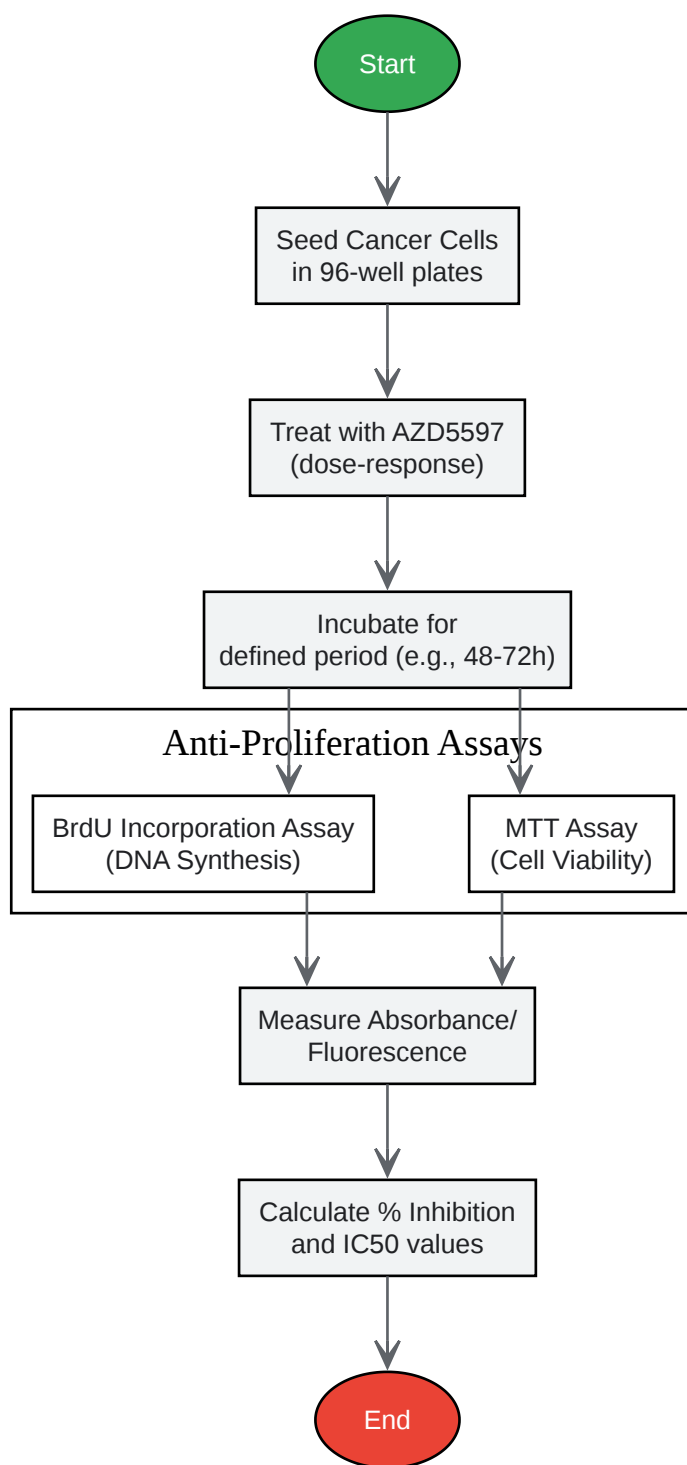 Start
Seed Cancer Cells
in 96-well plates
Treat with AZD5597
(dose-response)
Incubate for
defined period (e.g., 48-72h)
Anti-Proliferation Assays
BrdU Incorporation Assay
(DNA Synthesis)
MTT Assay
(Cell Viability)
Measure Absorbance/
Fluorescence
Calculate % Inhibition
and IC50 values
End